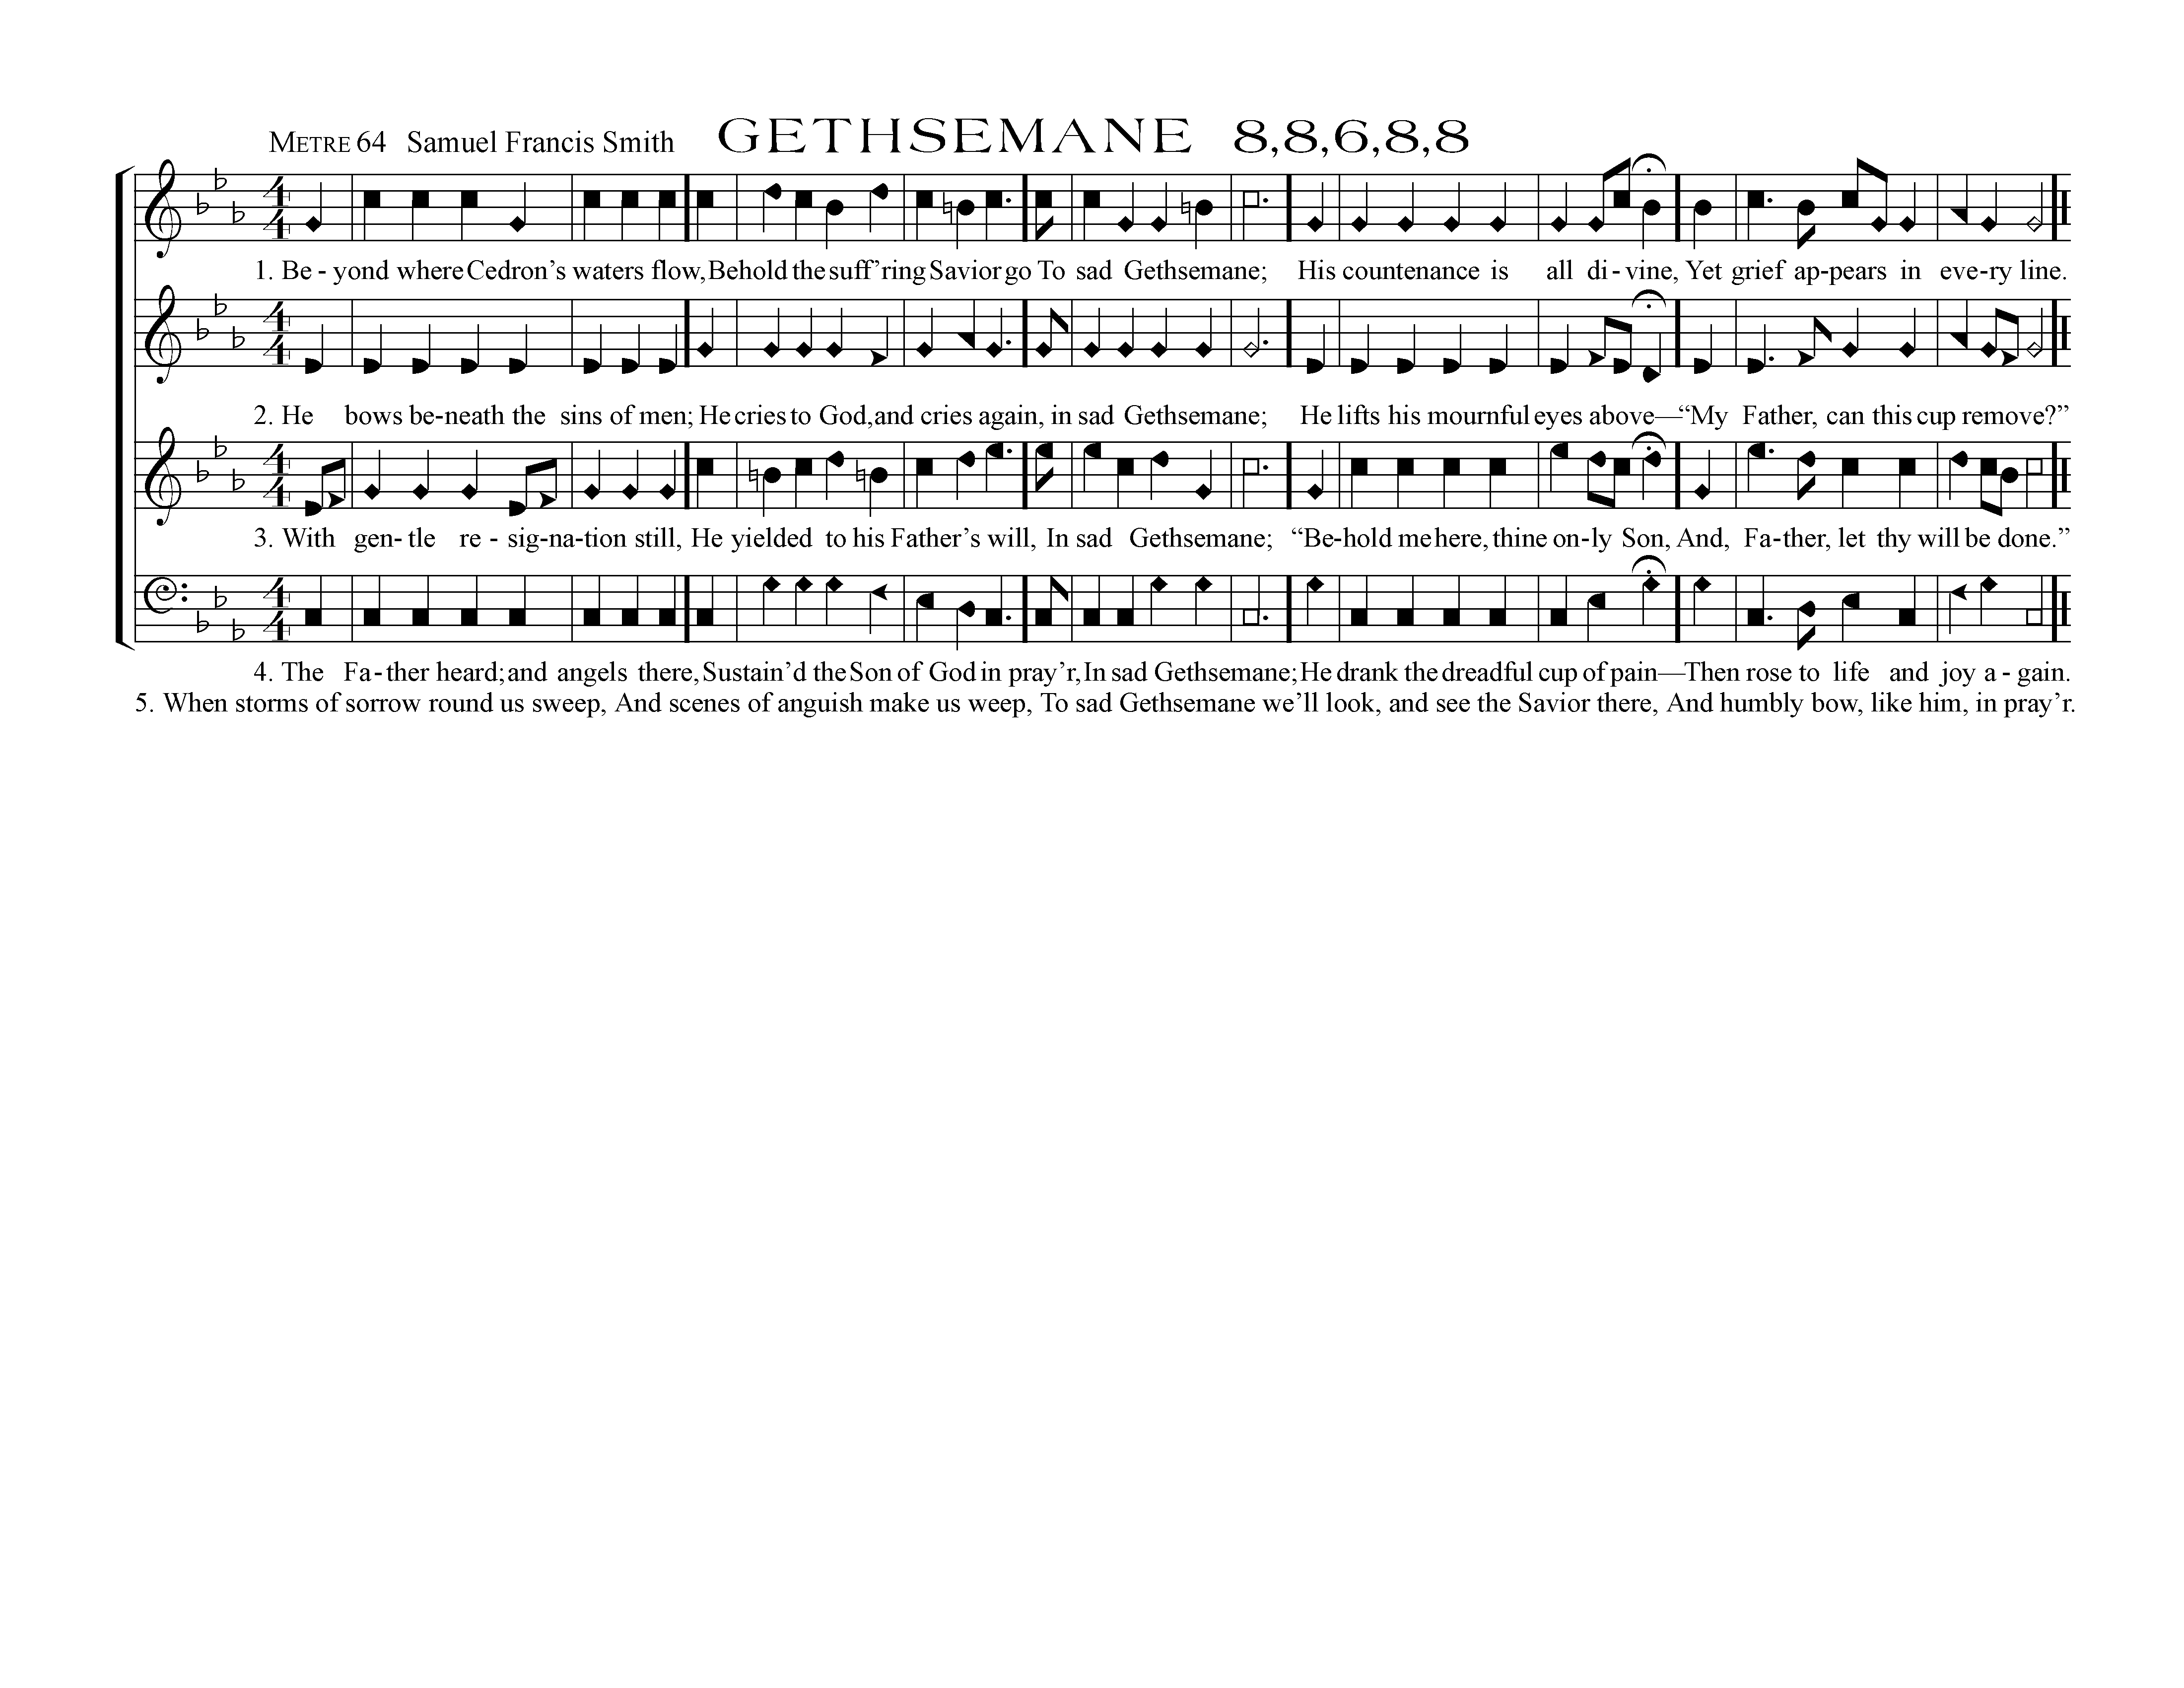 METRE 64 Samuel Francis Smith GETHSEMANE 8,8,6,8,8
4 4
1. Be - yond where Cedron's waters flow, Behold the suff'ring Savior go To sad Gethsemane; His countenance is all di - vine, Yet grief ap-pears in eve-ry line.
4 4
2. He bows be-neath the sins of men; He cries to God, and cries again, in sad Gethsemane; He lifts his mournful eyes above—“My Father, can this cup remove?”
4 4
3. With gen- tle re - sig-na-tion still, He yielded to his Father's will, In sad Gethsemane; “Be-hold me here, thine on-ly Son, And, Fa-ther, let thy will be done.”
4 4
4. The Fa - ther heard; and angels there, Sustain'd the Son of God in pray'r, In sad Gethsemane; He drank the dreadful cup of pain—Then rose to life and joy a - gain.
5. When storms of sorrow round us sweep, And scenes of anguish make us weep, To sad Gethsemane we'll look, and see the Savior there, And humbly bow, like him, in pray'r.